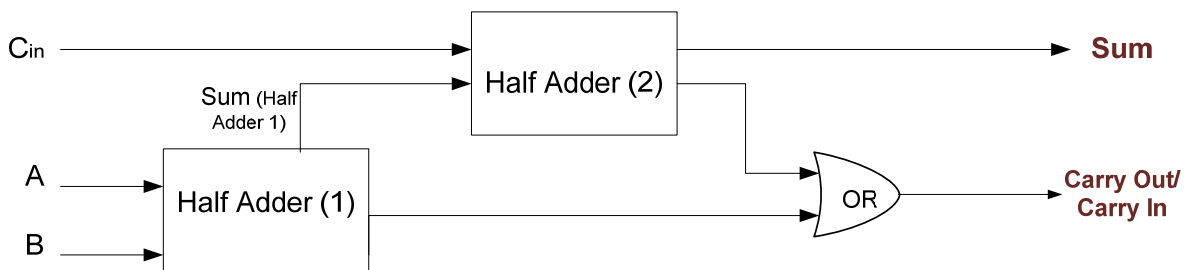 Cin
Half Adder (2)
Sum
Sum (Half
Adder 1)
A
Half Adder (1)
B
OR
Carry Out/
Carry In